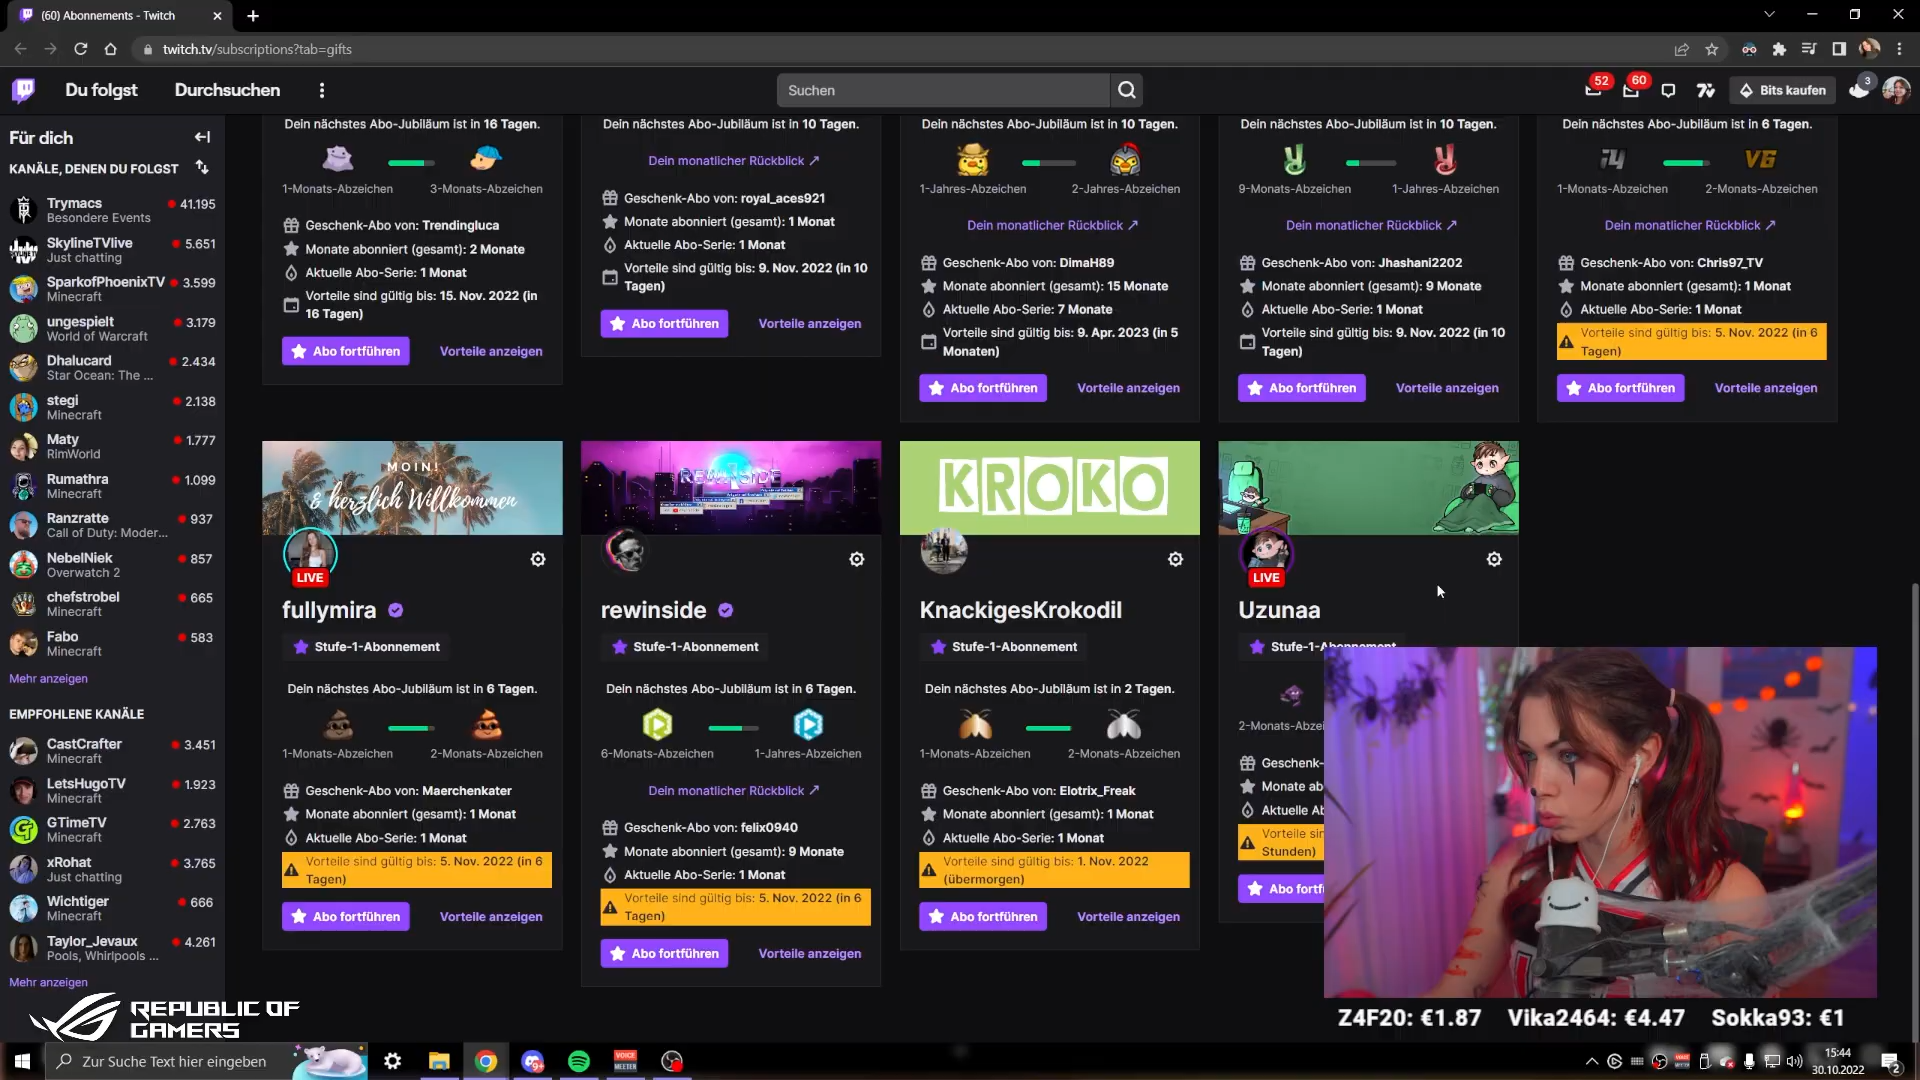 (60) Abonnements - Twitch
twitch.tv/subscriptions?tab=gifts
Du folgst
Durchsuchen
Suchen
52
60
Bits kaufen
3
Für dich
KANÄLE, DENEN DU FOLGST
Trymacs
41.195
Besondere Events
SkylineTVlive
5.651
Just chatting
SparkofPhoenixTV
3.599
Minecraft
ungespielt
3.179
World of Warcraft
Dhalucard
2.434
Star Ocean: The ...
stegi
2.138
Minecraft
Maty
1.777
RimWorld
Rumathra
1.099
Minecraft
Ranzratte
937
Call of Duty: Moder...
NebelNiek
857
Overwatch 2
chefstrobel
665
Minecraft
Fabo
583
Minecraft
Mehr anzeigen
EMPFOHLENE KANÄLE
CastCrafter
3.451
Minecraft
LetsHugoTV
1.923
Minecraft
GTimeTV
2.763
Minecraft
xRohat
3.765
Just chatting
Wichtiger
666
Minecraft
Taylor_Jevaux
4.261
Pools, Whirlpools ...
Mehr anzeigen
Dein nächstes Abo-Jubiläum ist in 16 Tagen.
1-Monats-Abzeichen
3-Monats-Abzeichen
Geschenk-Abo von: Trendingluca
Monate abonniert (gesamt): 2 Monate
Aktuelle Abo-Serie: 1 Monat
Vorteile sind gültig bis: 15. Nov. 2022 (in
16 Tagen)
Abo fortführen
Vorteile anzeigen
Dein nächstes Abo-Jubiläum ist in 10 Tagen.
Dein monatlicher Rückblick ↗
Geschenk-Abo von: royal_aces921
Monate abonniert (gesamt): 1 Monat
Aktuelle Abo-Serie: 1 Monat
Vorteile sind gültig bis: 9. Nov. 2022 (in 10
Tagen)
Abo fortführen
Vorteile anzeigen
Dein nächstes Abo-Jubiläum ist in 10 Tagen.
1-Jahres-Abzeichen
2-Jahres-Abzeichen
Dein monatlicher Rückblick ↗
Geschenk-Abo von: DimaH89
Monate abonniert (gesamt): 15 Monate
Aktuelle Abo-Serie: 7 Monate
Vorteile sind gültig bis: 9. Apr. 2023 (in 5
Monaten)
Abo fortführen
Vorteile anzeigen
Dein nächstes Abo-Jubiläum ist in 10 Tagen.
9-Monats-Abzeichen
1-Jahres-Abzeichen
Dein monatlicher Rückblick ↗
Geschenk-Abo von: Jhashani2202
Monate abonniert (gesamt): 9 Monate
Aktuelle Abo-Serie: 1 Monat
Vorteile sind gültig bis: 9. Nov. 2022 (in 10
Tagen)
Abo fortführen
Vorteile anzeigen
Dein nächstes Abo-Jubiläum ist in 6 Tagen.
i4
V6
1-Monats-Abzeichen
2-Monats-Abzeichen
Dein monatlicher Rückblick ↗
Geschenk-Abo von: Chris97_TV
Monate abonniert (gesamt): 1 Monat
Aktuelle Abo-Serie: 1 Monat
Vorteile sind gültig bis: 5. Nov. 2022 (in 6
Tagen)
Abo fortführen
Vorteile anzeigen
MOIN!
& herzlich Willkommen
LIVE
fullymira
Stufe-1-Abonnement
Dein nächstes Abo-Jubiläum ist in 6 Tagen.
1-Monats-Abzeichen
2-Monats-Abzeichen
Geschenk-Abo von: Maerchenkater
Monate abonniert (gesamt): 1 Monat
Aktuelle Abo-Serie: 1 Monat
Vorteile sind gültig bis: 5. Nov. 2022 (in 6
Tagen)
Abo fortführen
Vorteile anzeigen
REWINSIDE
rewinside
Stufe-1-Abonnement
Dein nächstes Abo-Jubiläum ist in 6 Tagen.
6-Monats-Abzeichen
1-Jahres-Abzeichen
Dein monatlicher Rückblick ↗
Geschenk-Abo von: felix0940
Monate abonniert (gesamt): 9 Monate
Aktuelle Abo-Serie: 1 Monat
Vorteile sind gültig bis: 5. Nov. 2022 (in 6
Tagen)
Abo fortführen
Vorteile anzeigen
KROKO
KnackigesKrokodil
Stufe-1-Abonnement
Dein nächstes Abo-Jubiläum ist in 2 Tagen.
1-Monats-Abzeichen
2-Monats-Abzeichen
Geschenk-Abo von: Elotrix_Freak
Monate abonniert (gesamt): 1 Monat
Aktuelle Abo-Serie: 1 Monat
Vorteile sind gültig bis: 1. Nov. 2022
(übermorgen)
Abo fortführen
Vorteile anzeigen
LIVE
Uzunaa
Stufe-1-Abonnement
2-Monats-Abzei
Geschenk-
Monate ab
Aktuelle Ab
Vorteile sin
Stunden)
Abo fortf
Z4F20: €1.87 Vika2464: €4.47 Sokka93: €1
REPUBLIC OF
GAMERS
Zur Suche Text hier eingeben
9+
VOICE
MEETER
15:44
30.10.2022
2